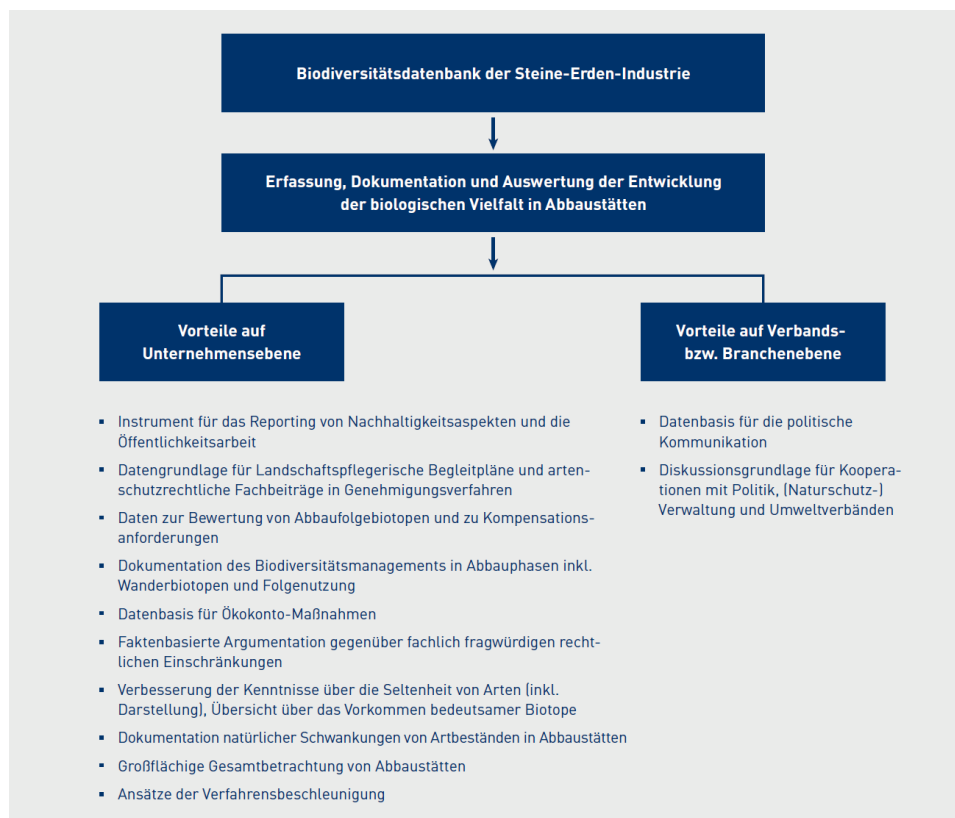 Biodiversitätsdatenbank der Steine-Erden-Industrie
Erfassung, Dokumentation und Auswertung der Entwicklung
der biologischen Vielfalt in Abbaustätten
Vorteile auf
Unternehmensebene
▪ Instrument für das Reporting von Nachhaltigkeitsaspekten und die
Öffentlichkeitsarbeit
▪ Datengrundlage für Landschaftspflegerische Begleitpläne und arten-
schutzrechtliche Fachbeiträge in Genehmigungsverfahren
▪ Daten zur Bewertung von Abbaufolgebiotopen und zu Kompensations-
anforderungen
▪ Dokumentation des Biodiversitätsmanagements in Abbauphasen inkl.
Wanderbiotopen und Folgenutzung
▪ Datenbasis für Ökokonto-Maßnahmen
▪ Faktenbasierte Argumentation gegenüber fachlich fragwürdigen recht-
lichen Einschränkungen
▪ Verbesserung der Kenntnisse über die Seltenheit von Arten (inkl.
Darstellung), Übersicht über das Vorkommen bedeutsamer Biotope
▪ Dokumentation natürlicher Schwankungen von Artbeständen in Abbaustätten
▪ Großflächige Gesamtbetrachtung von Abbaustätten
▪ Ansätze der Verfahrensbeschleunigung
Vorteile auf Verbands-
bzw. Branchenebene
▪ Datenbasis für die politische
Kommunikation
▪ Diskussionsgrundlage für Koopera-
tionen mit Politik, (Naturschutz-)
Verwaltung und Umweltverbänden